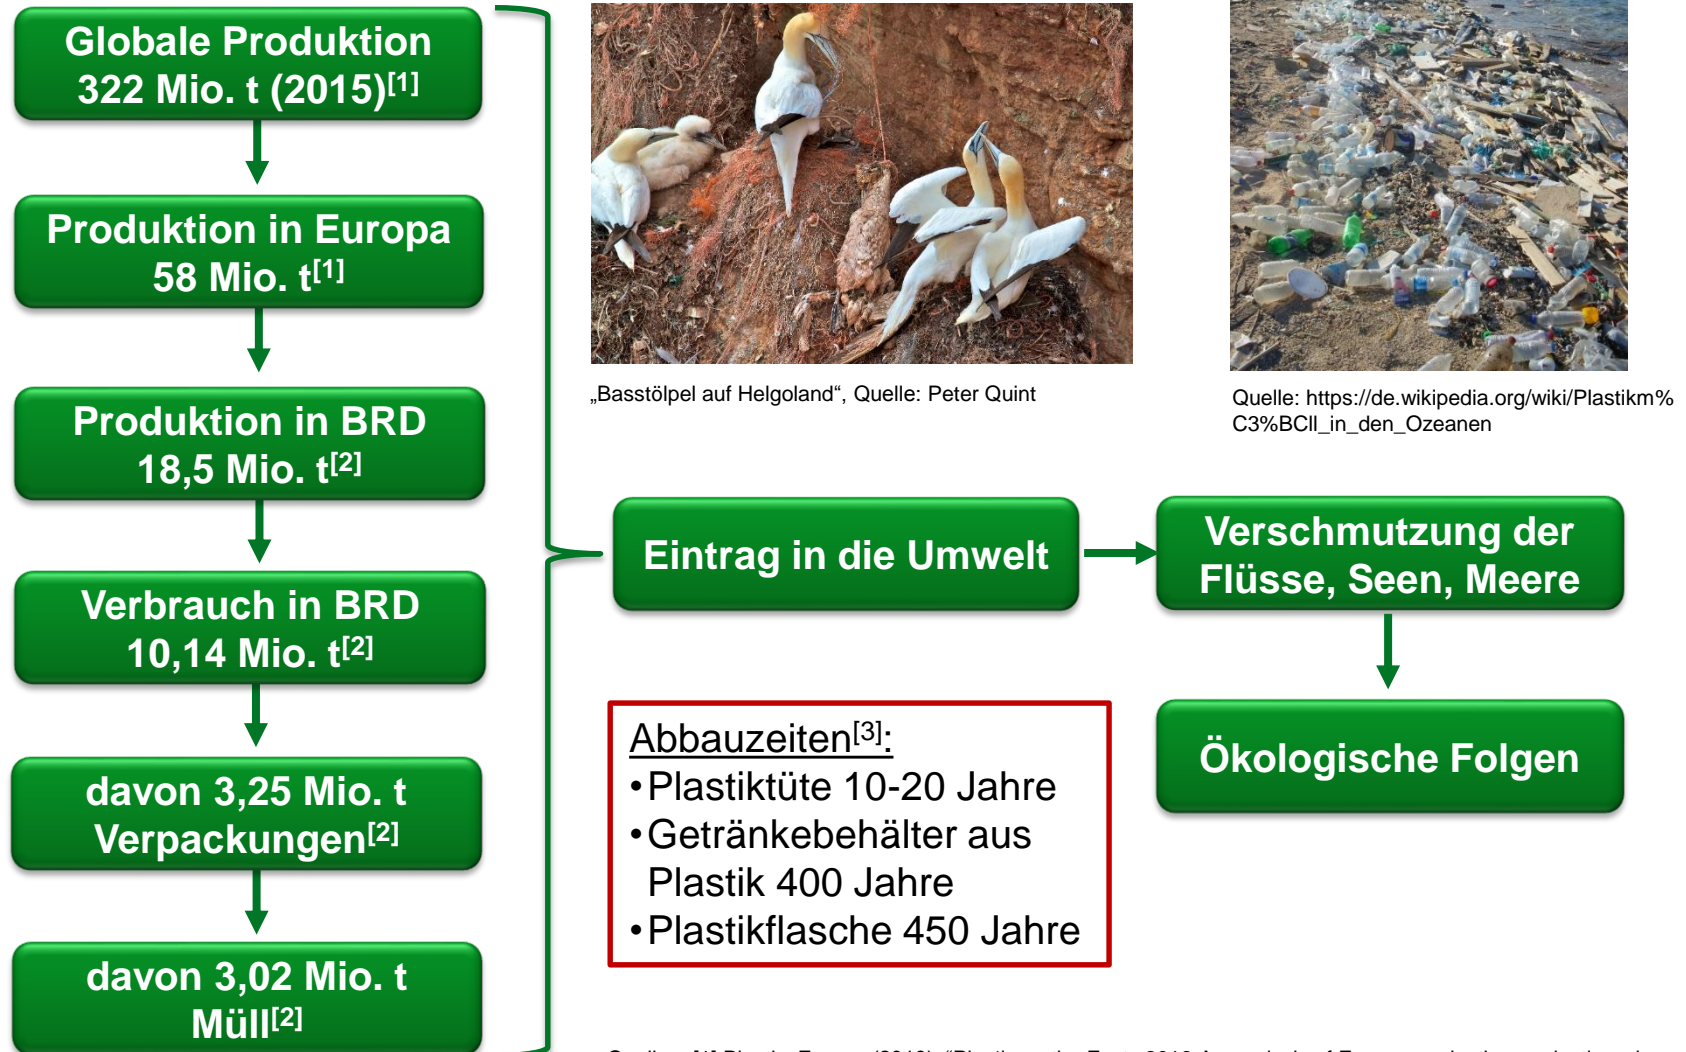 Globale Produktion
322 Mio. t (2015)[1]
Produktion in Europa
58 Mio. t[1]
Produktion in BRD
18,5 Mio. t[2]
Verbrauch in BRD
10,14 Mio. t[2]
davon 3,25 Mio. t
Verpackungen[2]
davon 3,02 Mio. t
Müll[2]
„Basstölpel auf Helgoland“, Quelle: Peter Quint
Quelle: https://de.wikipedia.org/wiki/Plastikm%
C3%BCll_in_den_Ozeanen
Eintrag in die Umwelt
Verschmutzung der
Flüsse, Seen, Meere
Ökologische Folgen
Abbauzeiten[3]:
•Plastiktüte 10-20 Jahre
•Getränkebehälter aus
Plastik 400 Jahre
•Plastikflasche 450 Jahre